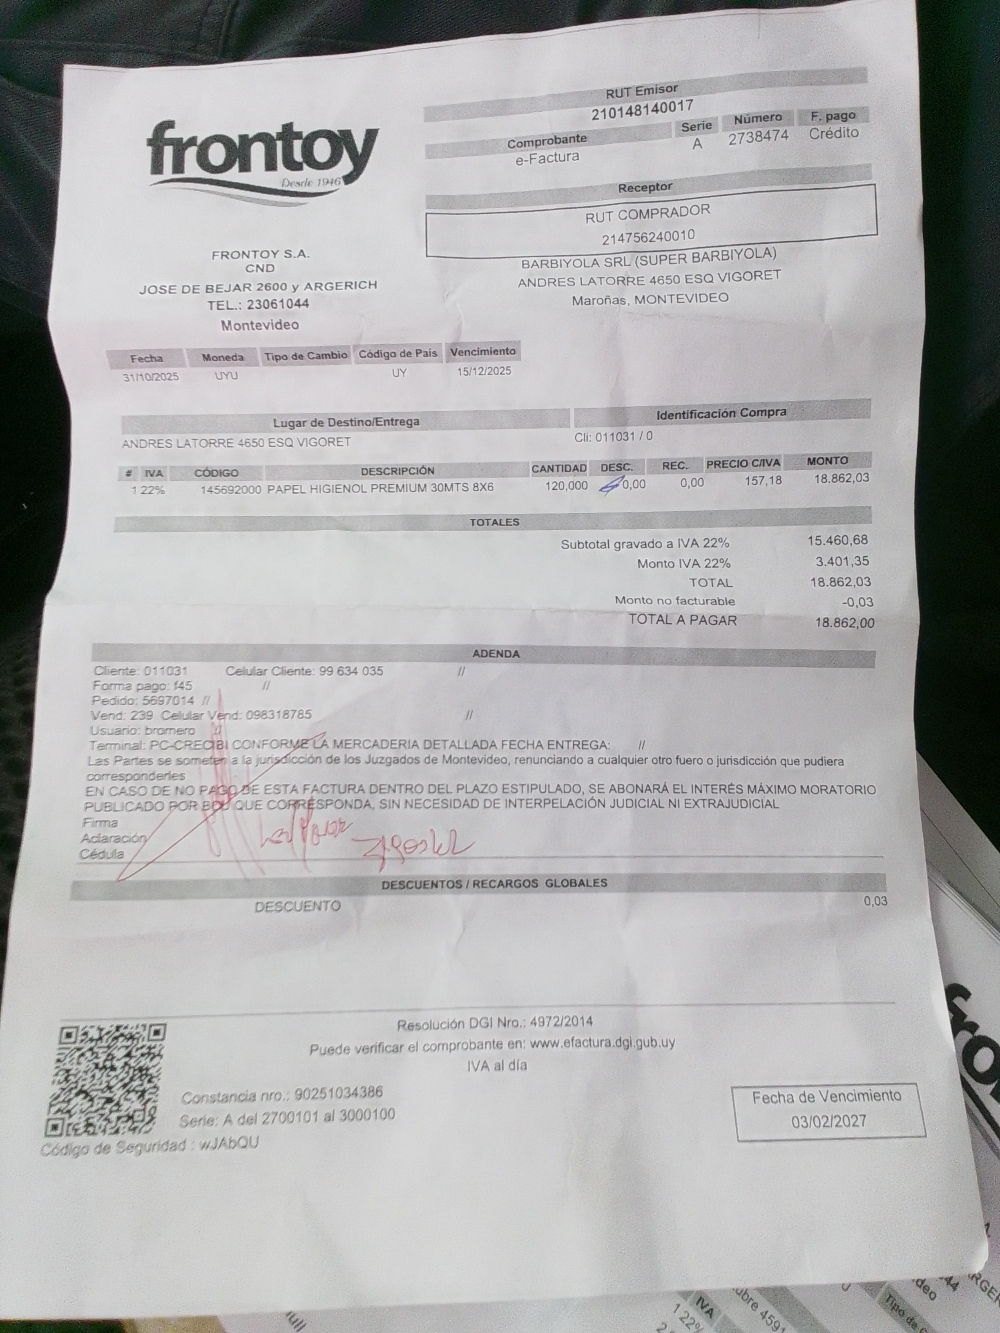 frontoy
Desde 1946
FRONTOY S.A.
CND
JOSE DE BEJAR 2600 y ARGERICH
TEL.: 23061044
Montevideo
RUT Emisor
210148140017
Comprobante Serie Número F. pago
e-Factura A 2738474 Crédito
Receptor
RUT COMPRADOR
214756240010
BARBIYOLA SRL (SUPER BARBIYOLA)
ANDRES LATORRE 4650 ESQ VIGORET
Maroñas, MONTEVIDEO
Fecha Moneda Tipo de Cambio Código de País Vencimiento
31/10/2025 UYU UY 15/12/2025
Lugar de Destino/Entrega Identificación Compra
ANDRES LATORRE 4650 ESQ VIGORET Cli: 011031 / 0
# IVA CÓDIGO DESCRIPCIÓN CANTIDAD DESC. REC. PRECIO C/IVA MONTO
1 22% 145692000 PAPEL HIGIENOL PREMIUM 30MTS 8X6 120,000 0,00 0,00 157,18 18.862,03
TOTALES
Subtotal gravado a IVA 22% 15.460,68
Monto IVA 22% 3.401,35
TOTAL 18.862,03
Monto no facturable -0,03
TOTAL A PAGAR 18.862,00
ADENDA
Cliente: 011031 Celular Cliente: 99 634 035 //
Forma pago: f45 //
Pedido: 5697014 //
Vend: 239 Celular Vend: 098318785 //
Usuario: bromero //
Terminal: PC-CRECIBI CONFORME LA MERCADERIA DETALLADA FECHA ENTREGA: //
Las Partes se someten a la jurisdicción de los Juzgados de Montevideo, renunciando a cualquier otro fuero o jurisdicción que pudiera
corresponderles
EN CASO DE NO PAGO DE ESTA FACTURA DENTRO DEL PLAZO ESTIPULADO, SE ABONARÁ EL INTERÉS MÁXIMO MORATORIO
PUBLICADO POR BCU QUE CORRESPONDA, SIN NECESIDAD DE INTERPELACIÓN JUDICIAL NI EXTRAJUDICIAL
Firma
Aclaración
Cédula
DESCUENTOS / RECARGOS GLOBALES
DESCUENTO 0,03
Resolución DGI Nro.: 4972/2014
Puede verificar el comprobante en: www.efactura.dgi.gub.uy
IVA al día
Constancia nro.: 90251034386
Serie: A del 2700101 al 3000100
Código de Seguridad : wJAbQU
Fecha de Vencimiento
03/02/2027
fro
IVA
1 22%
Tipo de